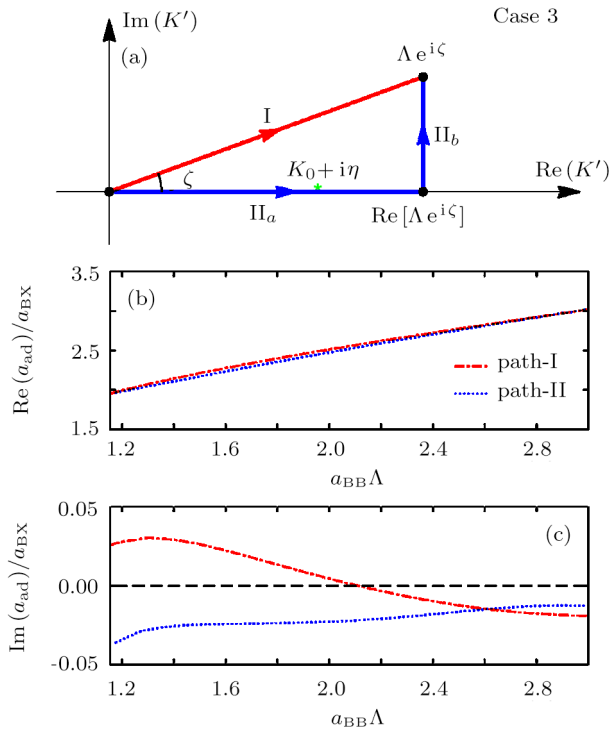 Im (K′)
Case 3
(a)
Λ e^{iζ}
I
II_b
ζ
K_0 + iη
Re (K′)
II_a
Re [Λ e^{iζ}]
3.5
(b)
Re (a_ad)/a_BX
2.5
path-I
path-II
1.5
1.2 1.6 2.0 2.4 2.8
a_BB Λ
0.05
(c)
Im (a_ad)/a_BX
0.00
-0.05
1.2 1.6 2.0 2.4 2.8
a_BB Λ